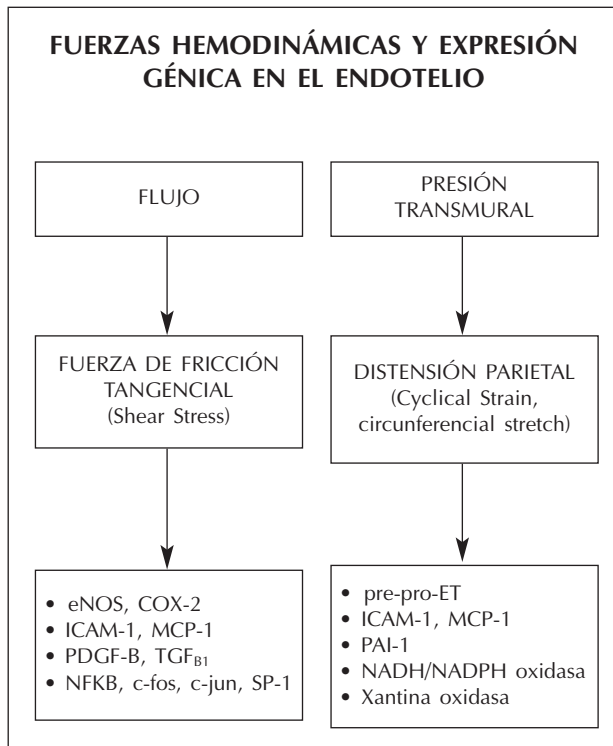 FUERZAS HEMODINÁMICAS Y EXPRESIÓN
GÉNICA EN EL ENDOTELIO
FLUJO
PRESIÓN
TRANSMURAL
FUERZA DE FRICCIÓN
TANGENCIAL
(Shear Stress)
DISTENSIÓN PARIETAL
(Cyclical Strain,
circunferencial stretch)
• eNOS, COX-2
• ICAM-1, MCP-1
• PDGF-B, TGFB1
• NFKB, c-fos, c-jun, SP-1
• pre-pro-ET
• ICAM-1, MCP-1
• PAI-1
• NADH/NADPH oxidasa
• Xantina oxidasa